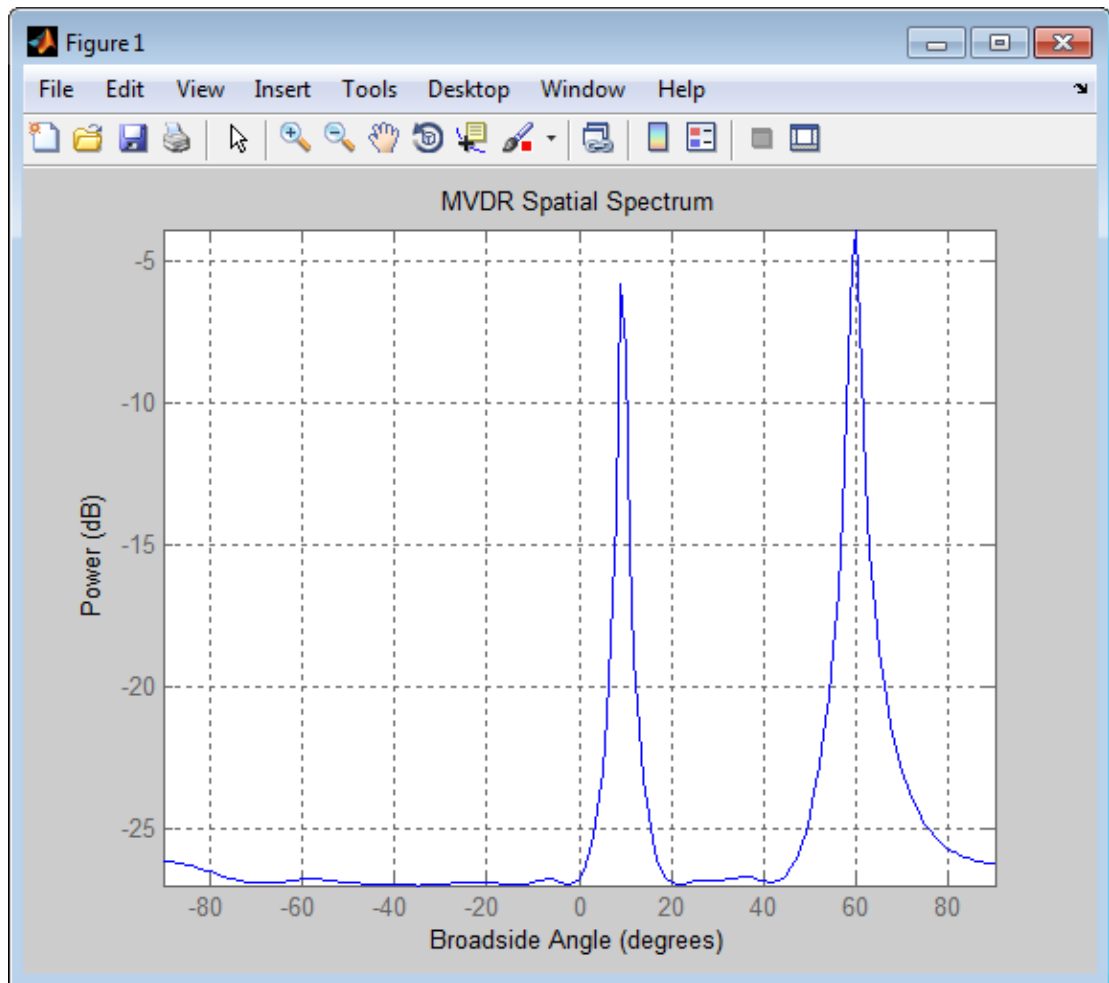 Figure 1
File Edit View Insert Tools Desktop Window Help
MVDR Spatial Spectrum
-5
-10
-15
-20
-25
Power (dB)
-80 -60 -40 -20 0 20 40 60 80
Broadside Angle (degrees)